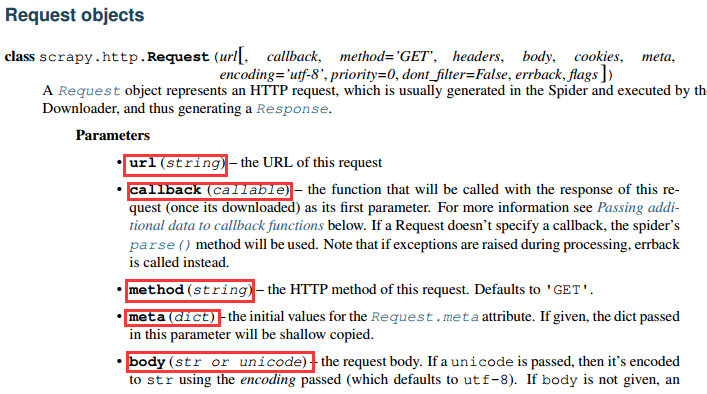 Request objects
class scrapy.http.Request(url[, callback, method='GET', headers, body, cookies, meta,
encoding='utf-8', priority=0, dont_filter=False, errback, flags])
A Request object represents an HTTP request, which is usually generated in the Spider and executed by the
Downloader, and thus generating a Response.
Parameters
• url (string) – the URL of this request
• callback (callable) – the function that will be called with the response of this re-
quest (once its downloaded) as its first parameter. For more information see Passing addi-
tional data to callback functions below. If a Request doesn't specify a callback, the spider's
parse() method will be used. Note that if exceptions are raised during processing, errback
is called instead.
• method (string) – the HTTP method of this request. Defaults to 'GET'.
• meta (dict) – the initial values for the Request.meta attribute. If given, the dict passed
in this parameter will be shallow copied.
• body (str or unicode) – the request body. If a unicode is passed, then it's encoded
to str using the encoding passed (which defaults to utf-8). If body is not given, an